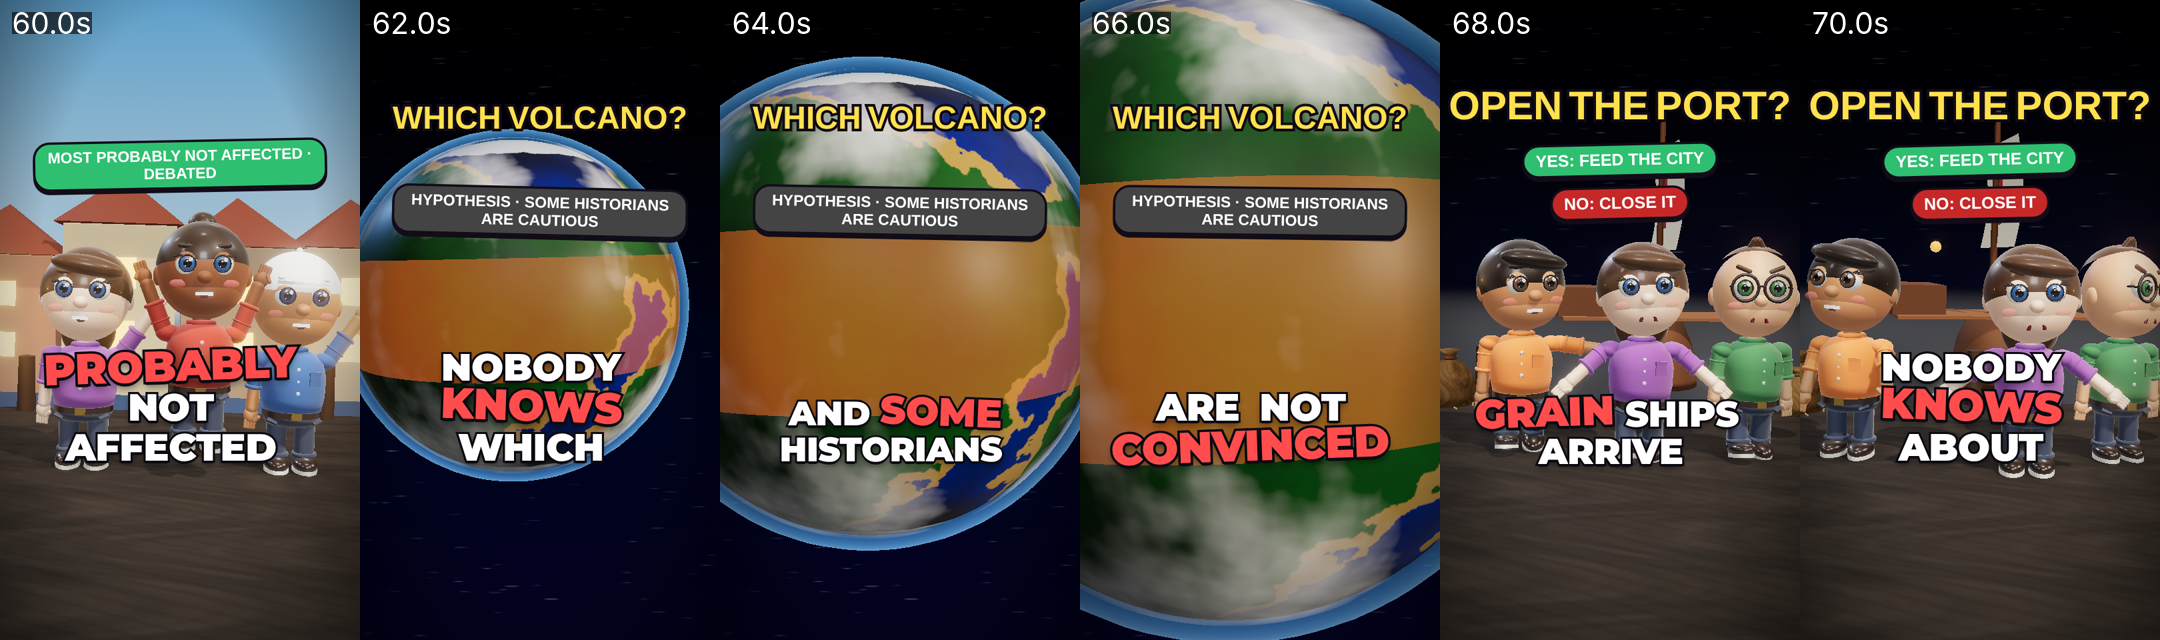 60.0s
MOST PROBABLY NOT AFFECTED ·
DEBATED
PROBABLY
NOT
AFFECTED
62.0s
WHICH VOLCANO?
HYPOTHESIS · SOME HISTORIANS
ARE CAUTIOUS
NOBODY
KNOWS
WHICH
64.0s
WHICH VOLCANO?
HYPOTHESIS · SOME HISTORIANS
ARE CAUTIOUS
AND SOME
HISTORIANS
66.0s
WHICH VOLCANO?
HYPOTHESIS · SOME HISTORIANS
ARE CAUTIOUS
ARE NOT
CONVINCED
68.0s
OPEN THE PORT?
YES: FEED THE CITY
NO: CLOSE IT
GRAIN SHIPS
ARRIVE
70.0s
OPEN THE PORT?
YES: FEED THE CITY
NO: CLOSE IT
NOBODY
KNOWS
ABOUT